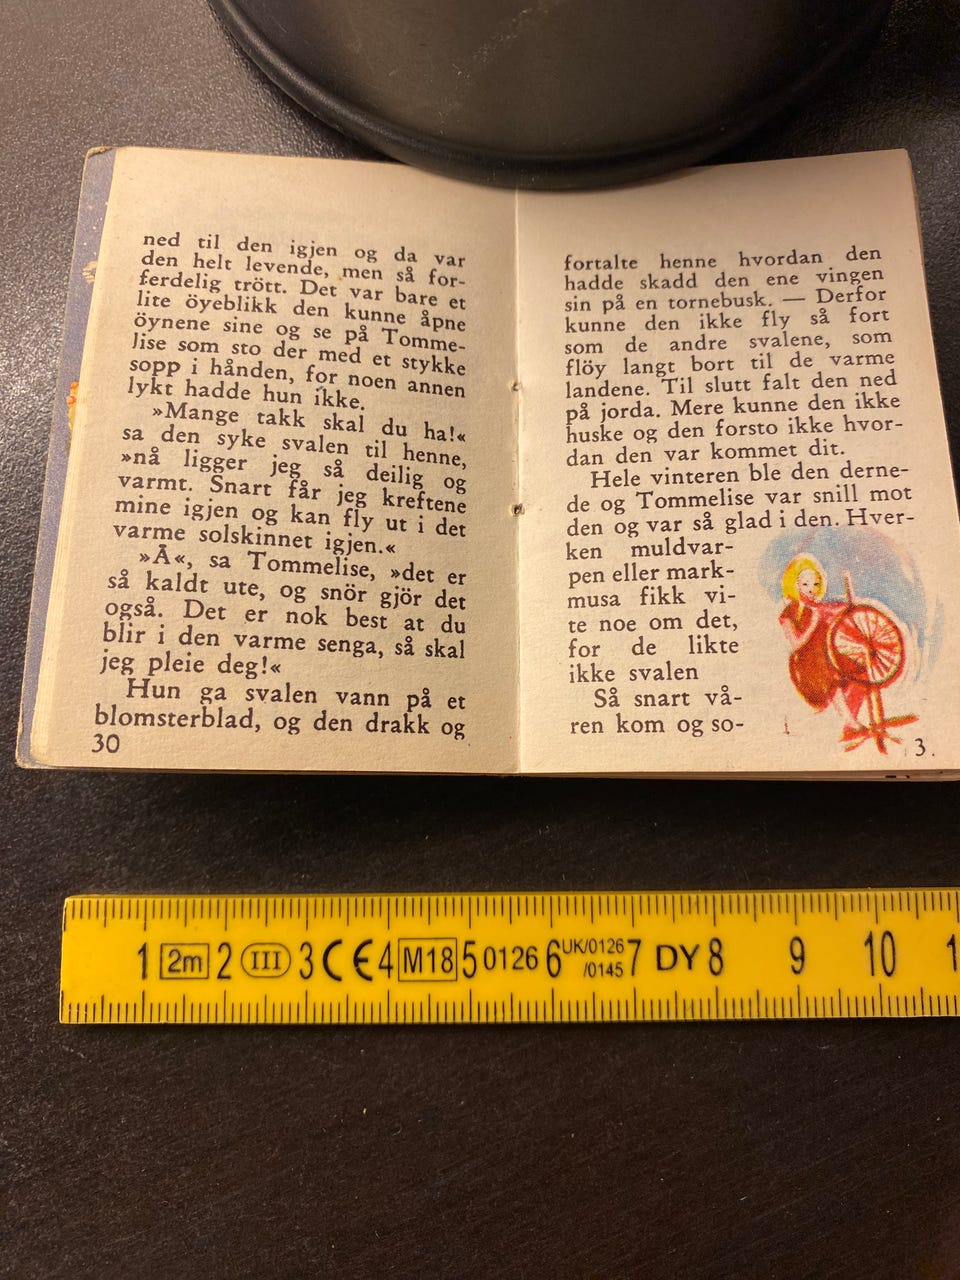 ned til den igjen og da var
den helt levende, men så for-
ferdelig trött. Det var bare et
lite öyeblikk den kunne åpne
öynene sine og se på Tomme-
lise som sto der med et stykke
sopp i hånden, for noen annen
lykt hadde hun ikke.
»Mange takk skal du ha!«
sa den syke svalen til henne,
»nå ligger jeg så deilig og
varmt. Snart får jeg kreftene
mine igjen og kan fly ut i det
varme solskinnet igjen.«
»Å«, sa Tommelise, »det er
så kaldt ute, og snör gjör det
også. Det er nok best at du
blir i den varme senga, så skal
jeg pleie deg!«
Hun ga svalen vann på et
blomsterblad, og den drakk og
30
fortalte henne hvordan den
hadde skadd den ene vingen
sin på en tornebusk. — Derfor
kunne den ikke fly så fort
som de andre svalene, som
flöy langt bort til de varme
landene. Til slutt falt den ned
på jorda. Mere kunne den ikke
huske og den forsto ikke hvor-
dan den var kommet dit.
Hele vinteren ble den derne-
de og Tommelise var snill mot
den og var så glad i den. Hver-
ken muldvar-
pen eller mark-
musa fikk vi-
te noe om det,
for de likte
ikke svalen
Så snart vå-
ren kom og so-
3.
1 2m 2 III 3 CE 4 M18 5 0126 6 UK/0126 /0145 7 DY 8 9 10 1